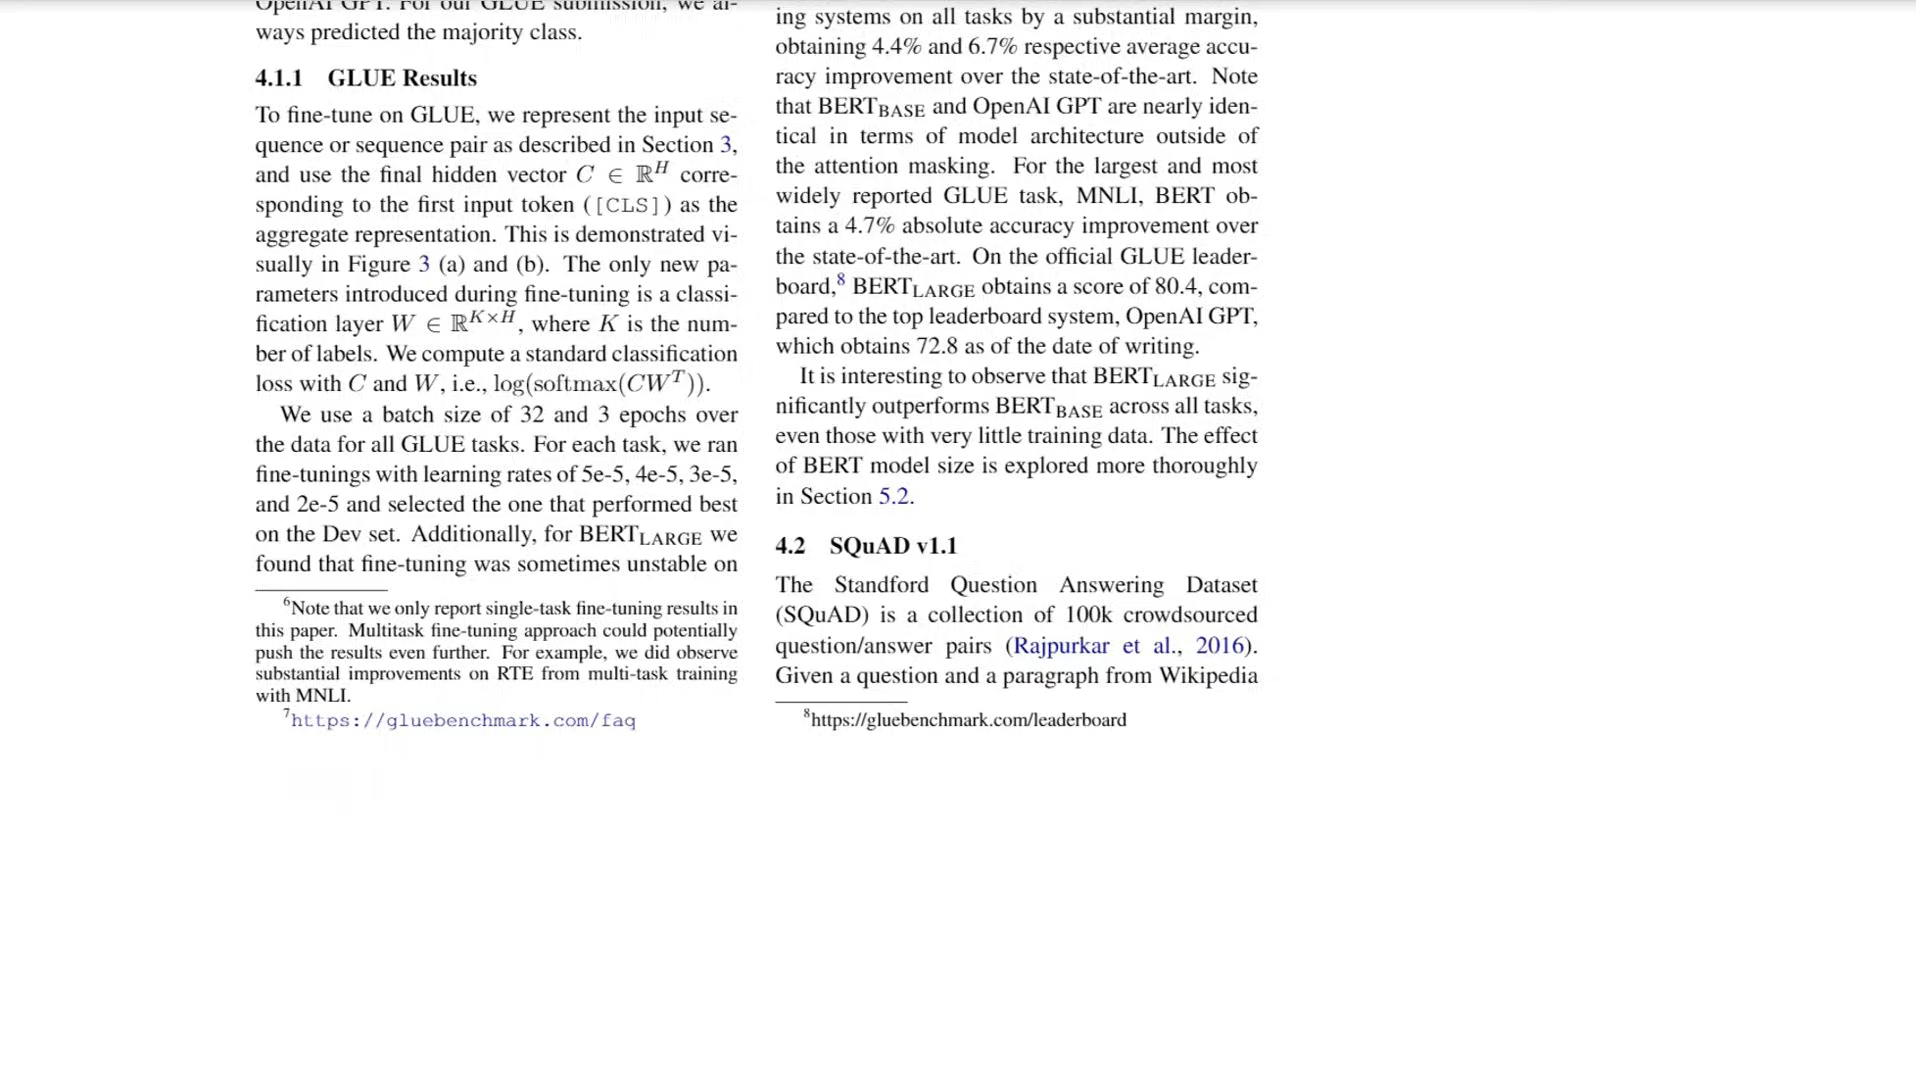 OpenAI GPT. For our GLUE submission, we al-
ways predicted the majority class.
4.1.1 GLUE Results
To fine-tune on GLUE, we represent the input se-
quence or sequence pair as described in Section 3,
and use the final hidden vector C ∈ ℝ^H corre-
sponding to the first input token ([CLS]) as the
aggregate representation. This is demonstrated vi-
sually in Figure 3 (a) and (b). The only new pa-
rameters introduced during fine-tuning is a classi-
fication layer W ∈ ℝ^{K×H}, where K is the num-
ber of labels. We compute a standard classification
loss with C and W, i.e., log(softmax(CW^T)).
We use a batch size of 32 and 3 epochs over
the data for all GLUE tasks. For each task, we ran
fine-tunings with learning rates of 5e-5, 4e-5, 3e-5,
and 2e-5 and selected the one that performed best
on the Dev set. Additionally, for BERT_LARGE we
found that fine-tuning was sometimes unstable on
6Note that we only report single-task fine-tuning results in
this paper. Multitask fine-tuning approach could potentially
push the results even further. For example, we did observe
substantial improvements on RTE from multi-task training
with MNLI.
7https://gluebenchmark.com/faq
ing systems on all tasks by a substantial margin,
obtaining 4.4% and 6.7% respective average accu-
racy improvement over the state-of-the-art. Note
that BERT_BASE and OpenAI GPT are nearly iden-
tical in terms of model architecture outside of
the attention masking. For the largest and most
widely reported GLUE task, MNLI, BERT ob-
tains a 4.7% absolute accuracy improvement over
the state-of-the-art. On the official GLUE leader-
board,8 BERT_LARGE obtains a score of 80.4, com-
pared to the top leaderboard system, OpenAI GPT,
which obtains 72.8 as of the date of writing.
It is interesting to observe that BERT_LARGE sig-
nificantly outperforms BERT_BASE across all tasks,
even those with very little training data. The effect
of BERT model size is explored more thoroughly
in Section 5.2.
4.2 SQuAD v1.1
The Standford Question Answering Dataset
(SQuAD) is a collection of 100k crowdsourced
question/answer pairs (Rajpurkar et al., 2016).
Given a question and a paragraph from Wikipedia
8https://gluebenchmark.com/leaderboard